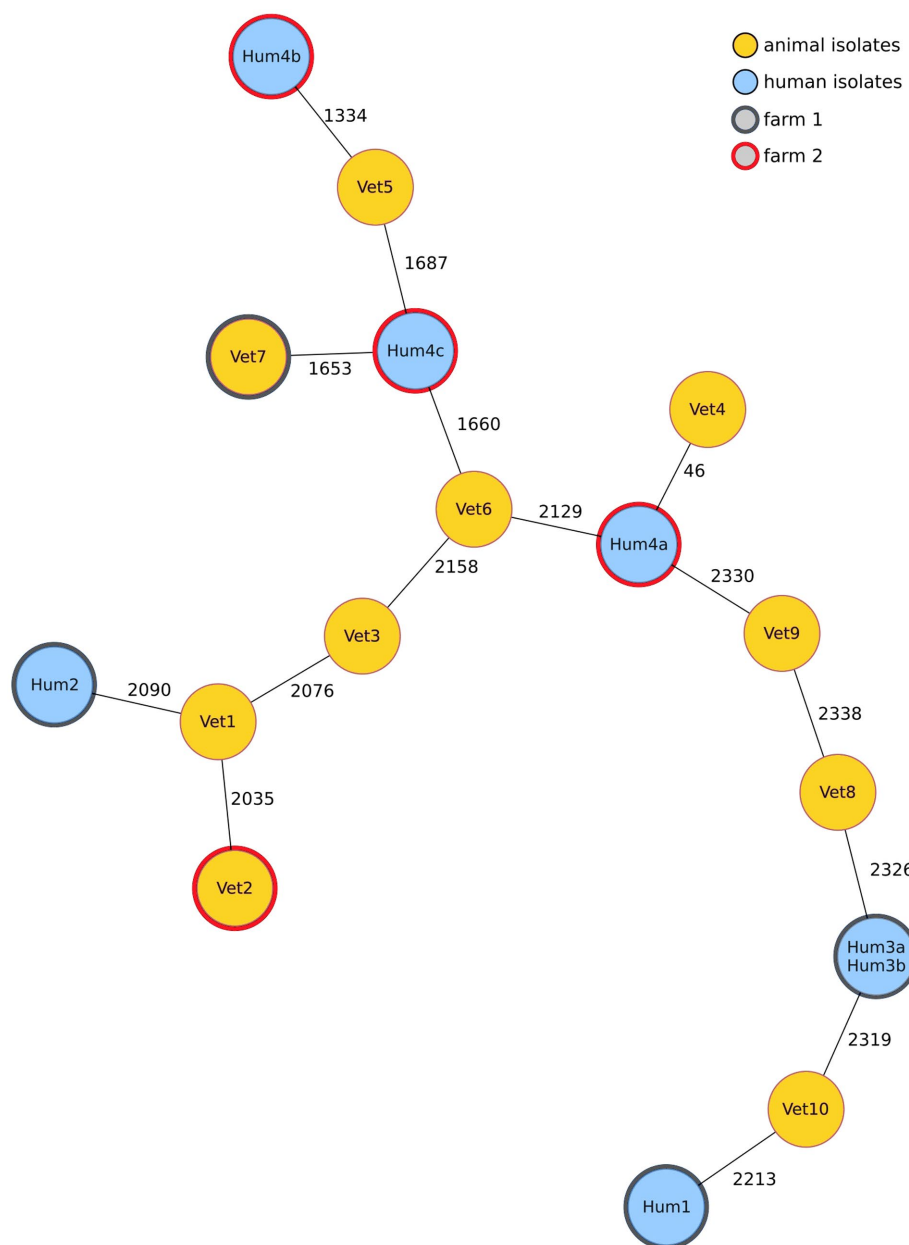 animal isolates
human isolates
farm 1
farm 2
Hum4b
1334
Vet5
1687
Vet7
1653
Hum4c
1660
Vet4
46
Vet6
2129
Hum4a
2158
2330
Vet3
Vet9
Hum2
2090
2076
Vet1
2338
2035
Vet8
Vet2
2326
Hum3a
Hum3b
2319
Vet10
2213
Hum1